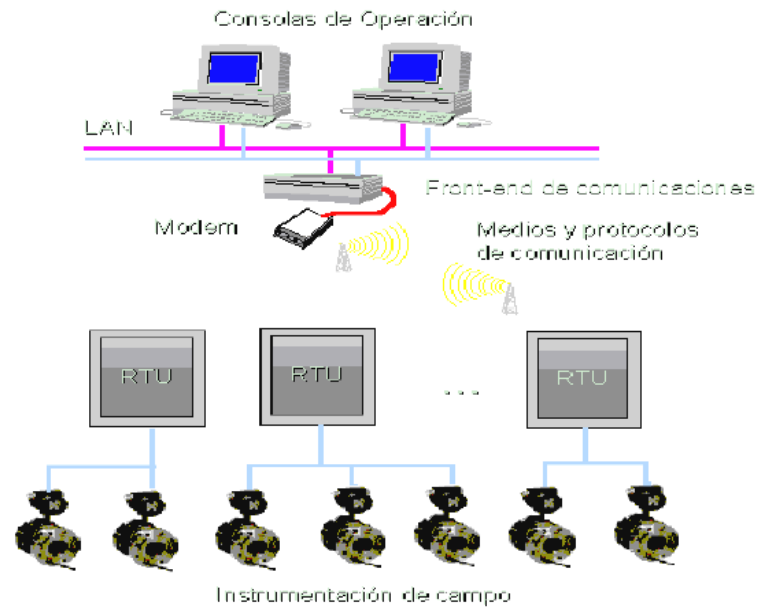 Consolas de Operación
LAN
Front-end de comunicaciones
Modem
Medios y protocolos
de comunicación
RTU
RTU
...
RTU
Instrumentación de campo